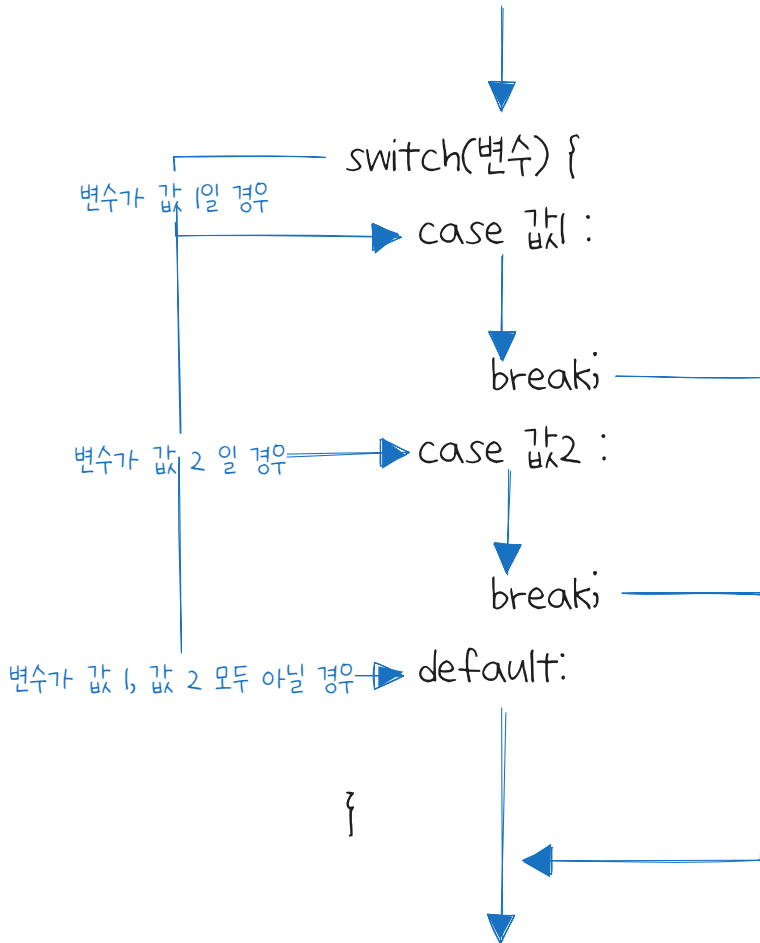 switch(변수) {
변수가 값 1일 경우
case 값1 :
break;
변수가 값 2 일 경우
case 값2 :
break;
변수가 값 1, 값 2 모두 아닐 경우
default:
}